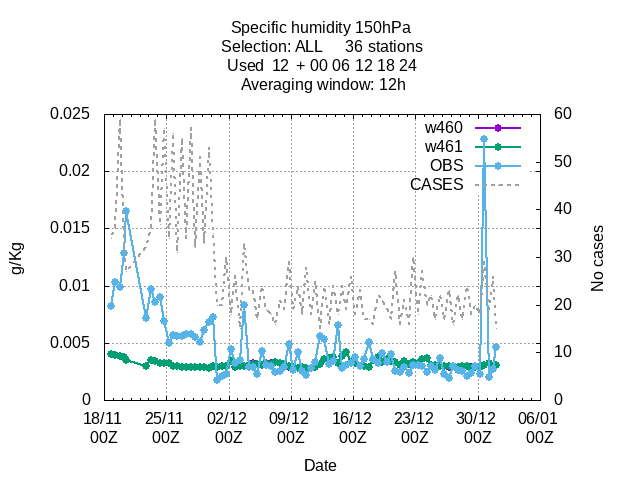 Specific humidity 150hPa
Selection: ALL     36 stations
Used  12  + 00 06 12 18 24
Averaging window: 12h
w460
w461
OBS
CASES
g/Kg
0.025
0.02
0.015
0.01
0.005
0
No cases
60
50
40
30
20
10
0
18/11 25/11 02/12 09/12 16/12 23/12 30/12 06/01
00Z 00Z 00Z 00Z 00Z 00Z 00Z 00Z
Date